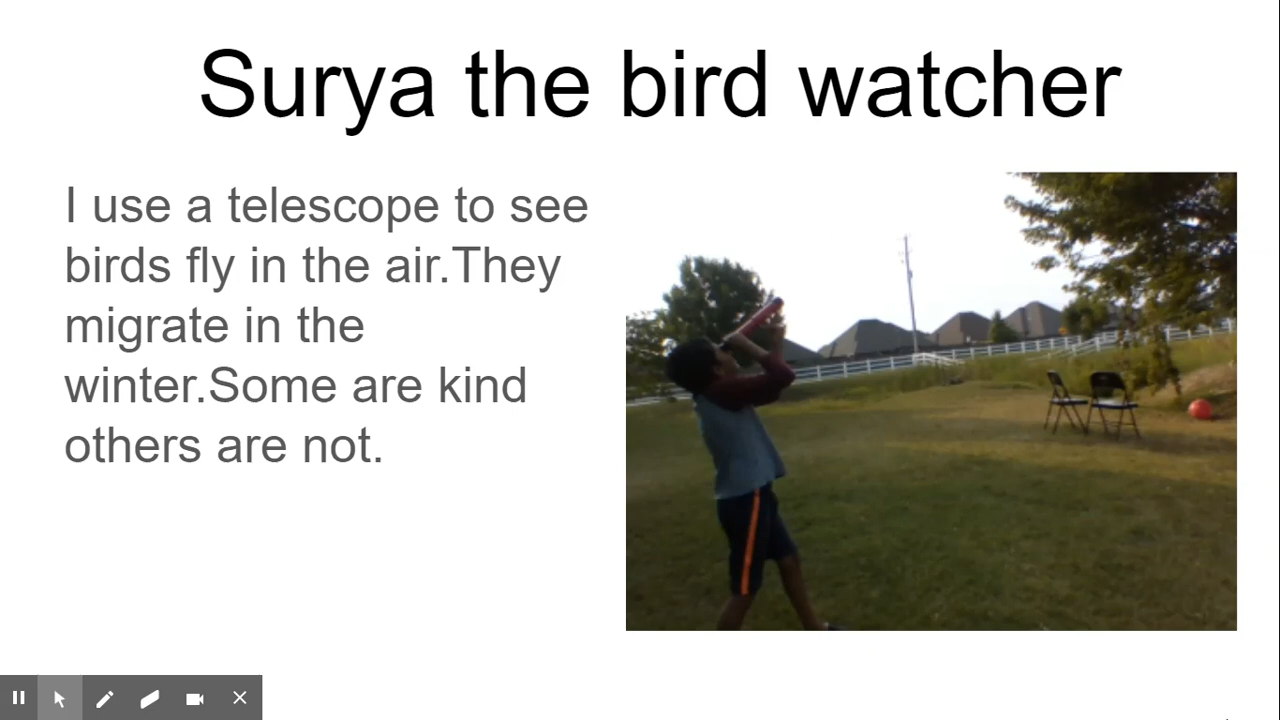 Surya the bird watcher
I use a telescope to see
birds fly in the air.They
migrate in the
winter.Some are kind
others are not.